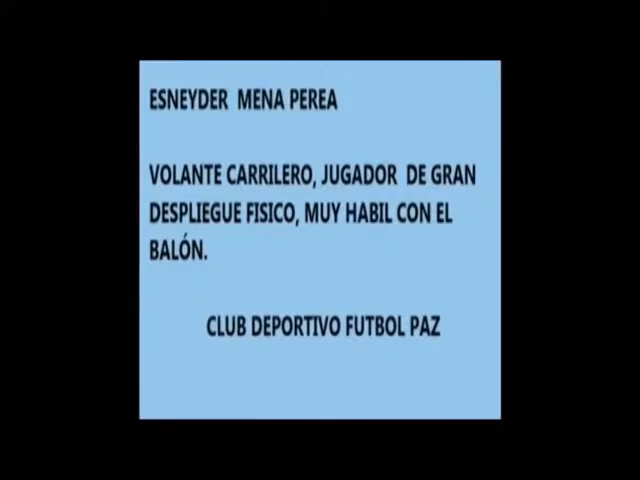 ESNEYDER MENA PEREA
VOLANTE CARRILERO, JUGADOR DE GRAN
DESPLIEGUE FISICO, MUY HABIL CON EL
BALÓN.
CLUB DEPORTIVO FUTBOL PAZ